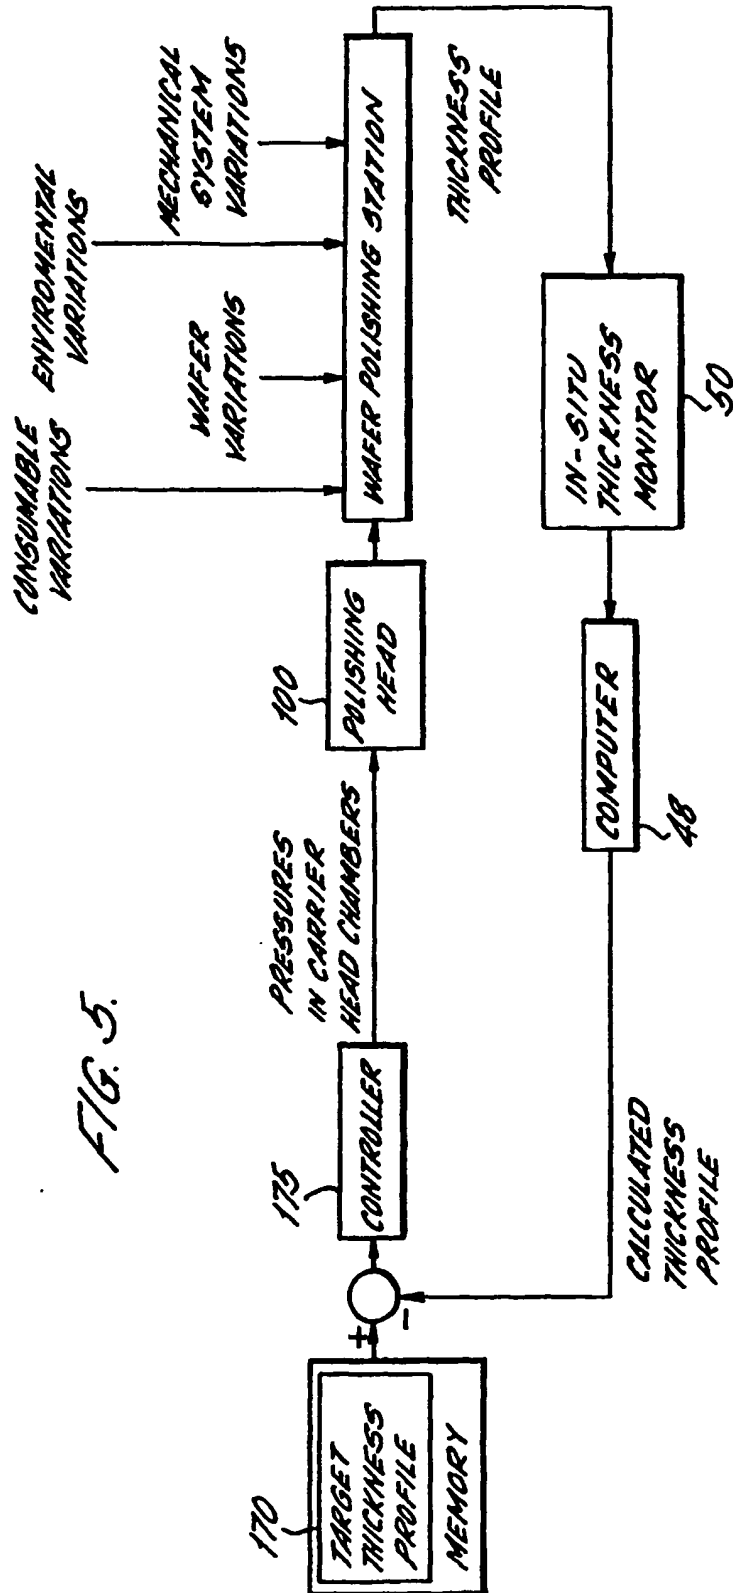 FIG. 5.
CONSUMABLE
VARIATIONS
ENVIROMENTAL
VARIATIONS
WAFER
VARIATIONS
MECHANICAL
SYSTEM
VARIATIONS
170
TARGET
THICKNESS
PROFILE
MEMORY
+
-
175
CONTROLLER
PRESSURES
IN CARRIER
HEAD CHAMBERS
100
POLISHING
HEAD
WAFER POLISHING STATION
THICKNESS
PROFILE
IN-SITU
THICKNESS
MONITOR
50
COMPUTER
48
CALCULATED
THICKNESS
PROFILE